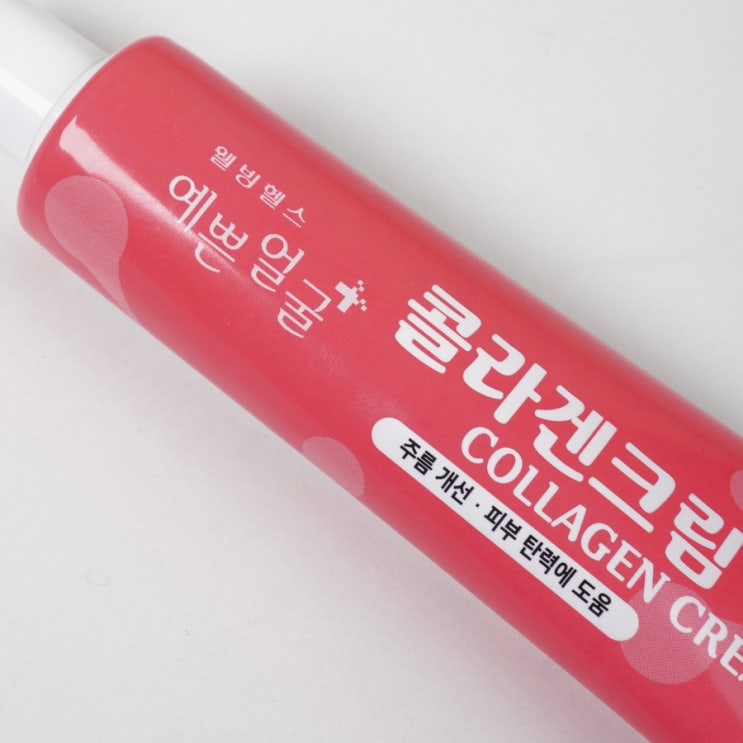 웰빙헬스
예쁜얼굴
콜라겐크림
COLLAGEN CREA
주름 개선 · 피부 탄력에 도움